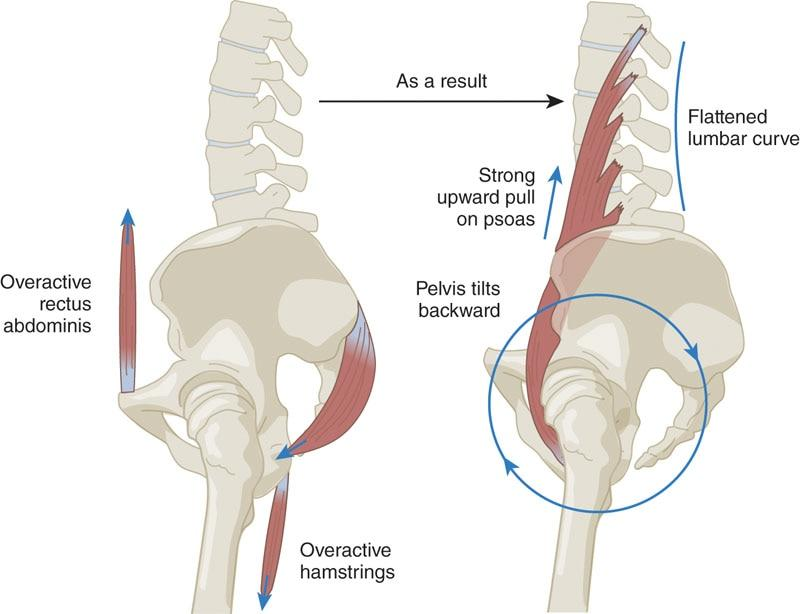 As a result
Flattened
lumbar curve
Strong
upward pull
on psoas
Overactive
rectus
abdominis
Pelvis tilts
backward
Overactive
hamstrings